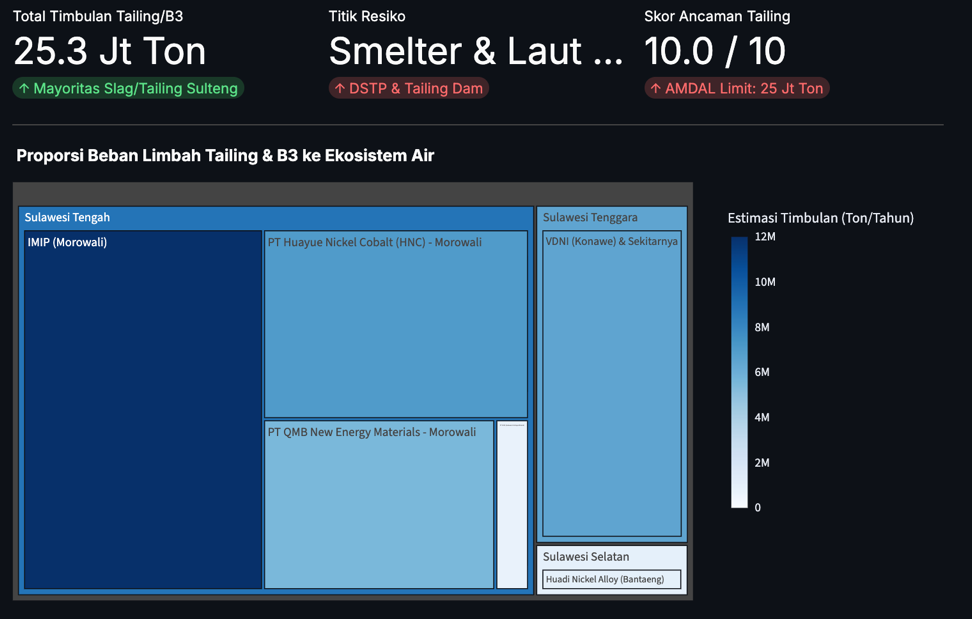 Total Timbulan Tailing/B3
25.3 Jt Ton
↑ Mayoritas Slag/Tailing Sulteng
Titik Resiko
Smelter & Laut ...
↑ DSTP & Tailing Dam
Skor Ancaman Tailing
10.0 / 10
↑ AMDAL Limit: 25 Jt Ton
Proporsi Beban Limbah Tailing & B3 ke Ekosistem Air
Sulawesi Tengah
IMIP (Morowali)
PT Huayue Nickel Cobalt (HNC) - Morowali
PT QMB New Energy Materials - Morowali
Sulawesi Tenggara
VDNI (Konawe) & Sekitarnya
Sulawesi Selatan
Huadi Nickel Alloy (Bantaeng)
Estimasi Timbulan (Ton/Tahun)
12M
10M
8M
6M
4M
2M
0